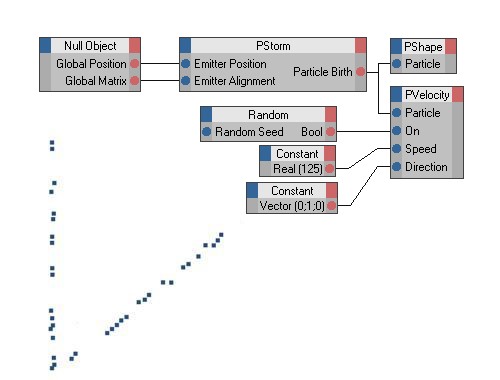 Null Object
Global Position
Global Matrix
PStorm
Emitter Position
Emitter Alignment
Particle Birth
PShape
Particle
PVelocity
Particle
On
Speed
Direction
Random
Random Seed Bool
Constant
Real (125)
Constant
Vector (0;1;0)